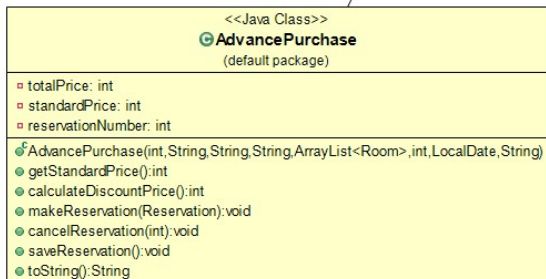 <<Java Class>>
AdvancePurchase
(default package)
totalPrice: int
standardPrice: int
reservationNumber: int
AdvancePurchase(int,String,String,String,ArrayList<Room>,int,LocalDate,String)
getStandardPrice():int
calculateDiscountPrice():int
makeReservation(Reservation):void
cancelReservation(int):void
saveReservation():void
toString():String